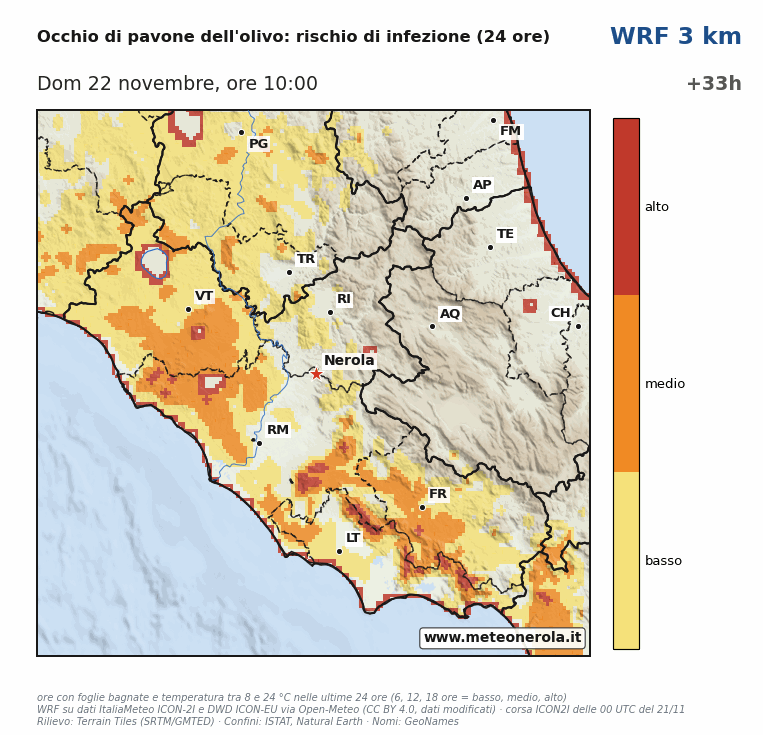 Occhio di pavone dell'olivo: rischio di infezione (24 ore)
WRF 3 km
Dom 22 novembre, ore 10:00
+33h
FM
PG
AP
TE
TR
VT
RI
AQ
CH
Nerola
RM
FR
LT
www.meteonerola.it
alto
medio
basso
ore con foglie bagnate e temperatura tra 8 e 24 °C nelle ultime 24 ore (6, 12, 18 ore = basso, medio, alto)
WRF su dati ItaliaMeteo ICON-2I e DWD ICON-EU via Open-Meteo (CC BY 4.0, dati modificati) · corsa ICON2I delle 00 UTC del 21/11
Rilievo: Terrain Tiles (SRTM/GMTED) · Confini: ISTAT, Natural Earth · Nomi: GeoNames